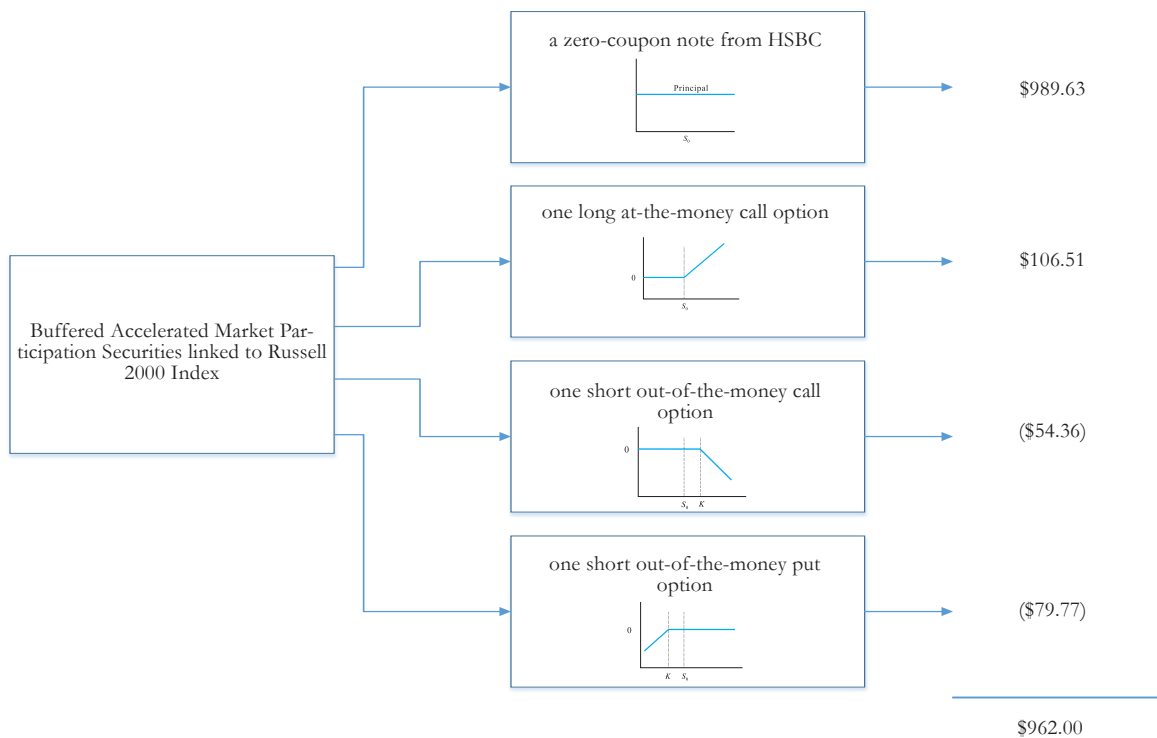 a zero-coupon note from HSBC
Principal
S₀
$989.63
one long at-the-money call option
0
S₀
$106.51
Buffered Accelerated Market Par-
ticipation Securities linked to Russell
2000 Index
one short out-of-the-money call
option
0
S₀ K
($54.36)
one short out-of-the-money put
option
0
K S₀
($79.77)
$962.00